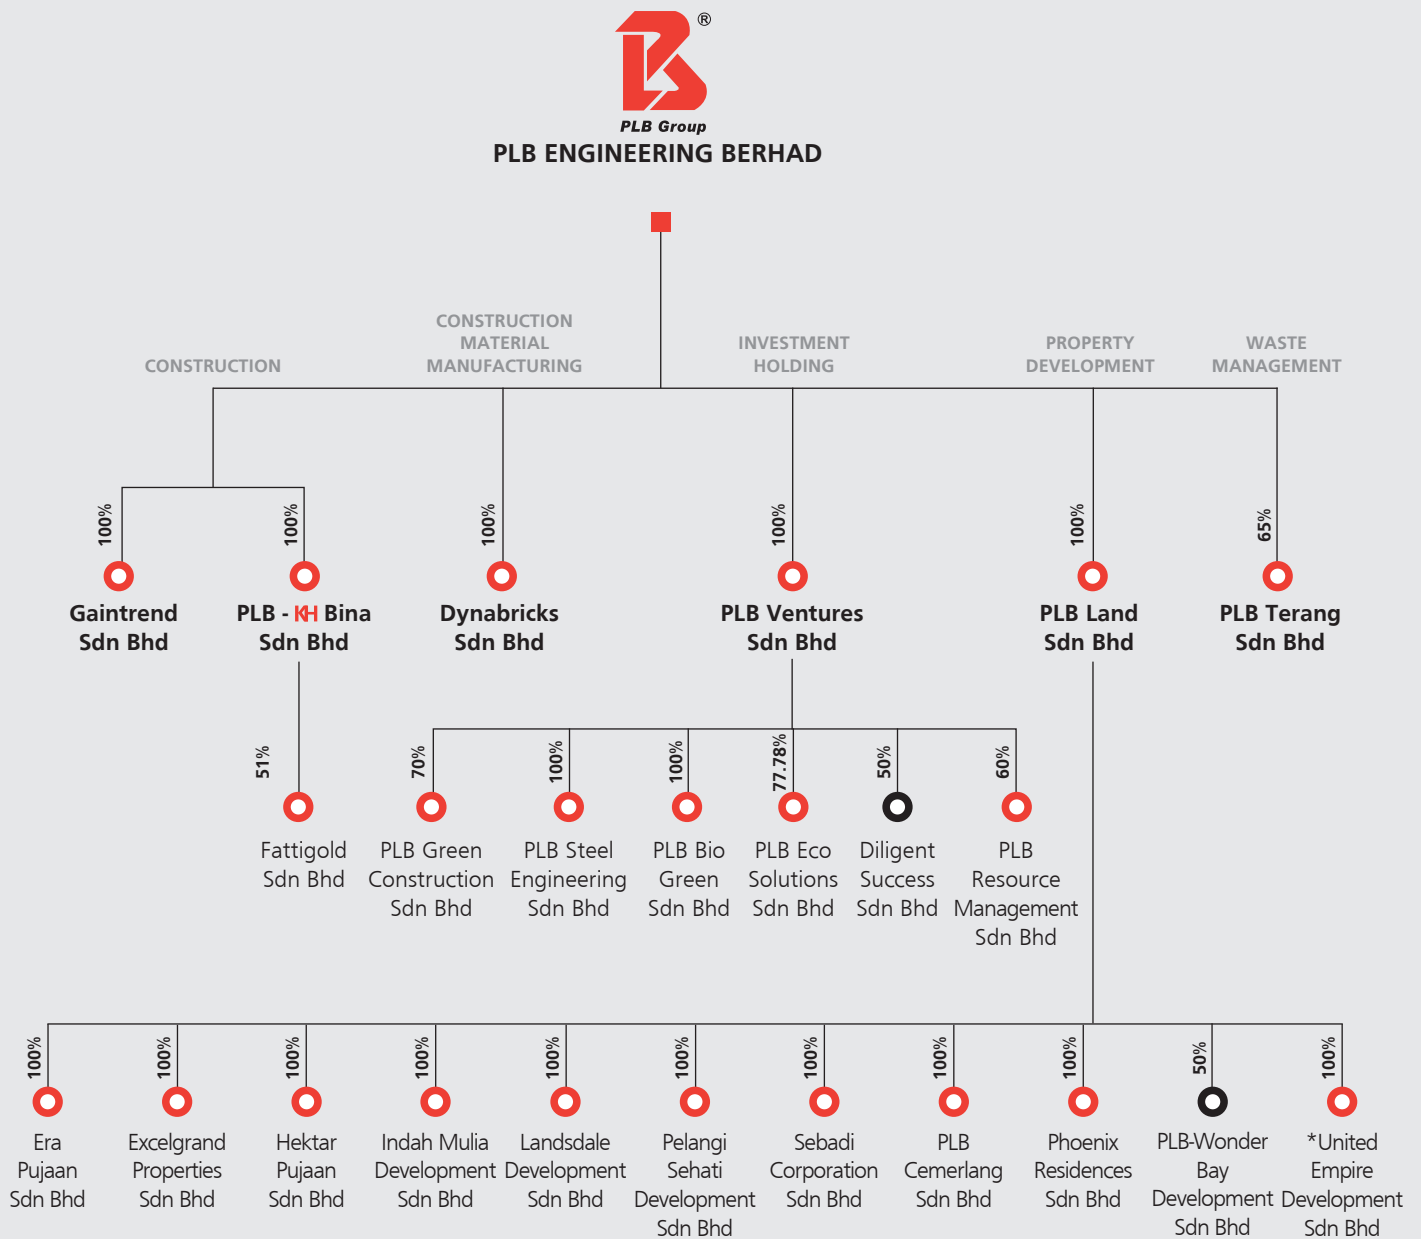 ®
PLB Group
PLB ENGINEERING BERHAD
CONSTRUCTION
CONSTRUCTION
MATERIAL
MANUFACTURING
INVESTMENT
HOLDING
PROPERTY
DEVELOPMENT
WASTE
MANAGEMENT
100%
100%
100%
100%
100%
65%
Gaintrend
Sdn Bhd
PLB - KH Bina
Sdn Bhd
Dynabricks
Sdn Bhd
PLB Ventures
Sdn Bhd
PLB Land
Sdn Bhd
PLB Terang
Sdn Bhd
51%
70%
100%
100%
77.78%
50%
60%
Fattigold
Sdn Bhd
PLB Green
Construction
Sdn Bhd
PLB Steel
Engineering
Sdn Bhd
PLB Bio
Green
Sdn Bhd
PLB Eco
Solutions
Sdn Bhd
Diligent
Success
Sdn Bhd
PLB
Resource
Management
Sdn Bhd
100%
100%
100%
100%
100%
100%
100%
100%
100%
50%
100%
Era
Pujaan
Sdn Bhd
Excelgrand
Properties
Sdn Bhd
Hektar
Pujaan
Sdn Bhd
Indah Mulia
Development
Sdn Bhd
Landsdale
Development
Sdn Bhd
Pelangi
Sehati
Development
Sdn Bhd
Sebadi
Corporation
Sdn Bhd
PLB
Cemerlang
Sdn Bhd
Phoenix
Residences
Sdn Bhd
PLB-Wonder
Bay
Development
Sdn Bhd
*United
Empire
Development
Sdn Bhd